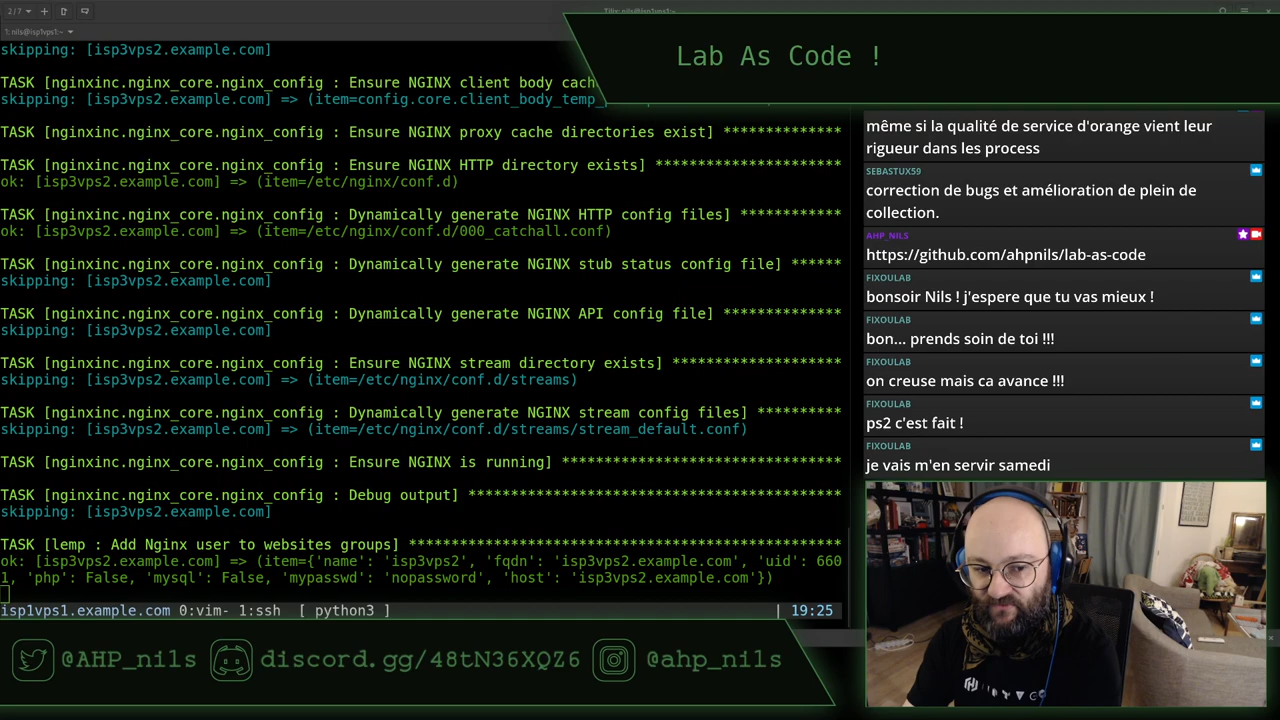 2/7
Tilix: nils@isp1vps1:~
1: nils@isp1vps1:~
Lab As Code !
skipping: [isp3vps2.example.com]
TASK [nginxinc.nginx_core.nginx_config : Ensure NGINX client body cach
skipping: [isp3vps2.example.com] => (item=config.core.client_body_temp_
TASK [nginxinc.nginx_core.nginx_config : Ensure NGINX proxy cache directories exist] **************
TASK [nginxinc.nginx_core.nginx_config : Ensure NGINX HTTP directory exists] **********************
ok: [isp3vps2.example.com] => (item=/etc/nginx/conf.d)
TASK [nginxinc.nginx_core.nginx_config : Dynamically generate NGINX HTTP config files] ************
ok: [isp3vps2.example.com] => (item=/etc/nginx/conf.d/000_catchall.conf)
TASK [nginxinc.nginx_core.nginx_config : Dynamically generate NGINX stub status config file] ******
skipping: [isp3vps2.example.com]
TASK [nginxinc.nginx_core.nginx_config : Dynamically generate NGINX API config file] **************
skipping: [isp3vps2.example.com]
TASK [nginxinc.nginx_core.nginx_config : Ensure stream directory exists] ********************
skipping: [isp3vps2.example.com] => (item=/etc/nginx/conf.d/streams)
TASK [nginxinc.nginx_core.nginx_config : Dynamically generate NGINX stream config files] **********
skipping: [isp3vps2.example.com] => (item=/etc/nginx/conf.d/streams/stream_default.conf)
TASK [nginxinc.nginx_core.nginx_config : Ensure NGINX is running] *********************************
TASK [nginxinc.nginx_core.nginx_config : Debug output] ********************************************
skipping: [isp3vps2.example.com]
TASK [lemp : Add Nginx user to websites groups] ***************************************************
ok: [isp3vps2.example.com] => (item={'name': 'isp3vps2', 'fqdn': 'isp3vps2.example.com', 'uid': 660
1, 'php': False, 'mysql': False, 'mypasswd': 'nopassword', 'host': 'isp3vps2.example.com'})
isp1vps1.example.com 0:vim- 1:ssh [ python3 ] | 19:25
même si la qualité de service d'orange vient leur
rigueur dans les process
SEBASTUX59
correction de bugs et amélioration de plein de
collection.
AHP_NILS
https://github.com/ahpnils/lab-as-code
FIXOULAB
bonsoir Nils ! j'espere que tu vas mieux !
FIXOULAB
bon... prends soin de toi !!!
FIXOULAB
on creuse mais ca avance !!!
FIXOULAB
ps2 c'est fait !
FIXOULAB
je vais m'en servir samedi
@AHP_nils discord.gg/48tN36XQZ6 @ahp_nils